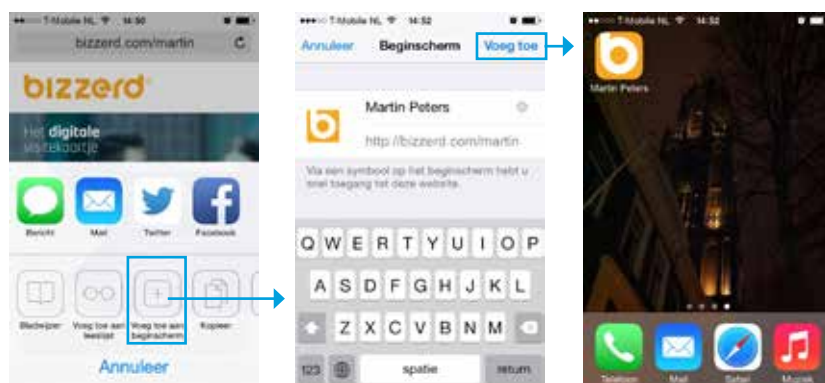 T-Mobile NL 14:50
bizzerd.com/martin
bizzerd
Het digitale
visitekaartje
Bericht Mail Twitter Facebook
Bladwijzer Voeg toe aan leeslijst Voeg toe aan beginscherm Kopieer
Annuleer
T-Mobile NL 14:52
Annuleer Beginscherm Voeg toe
Martin Peters
http://bizzerd.com/martin
Via een symbool op het beginscherm hebt u
snel toegang tot deze website.
Q W E R T Y U I O P
A S D F G H J K L
Z X C V B N M
123 spatie return
T-Mobile NL 14:52
Martin Peters
Telefoon Mail Safari Muziek